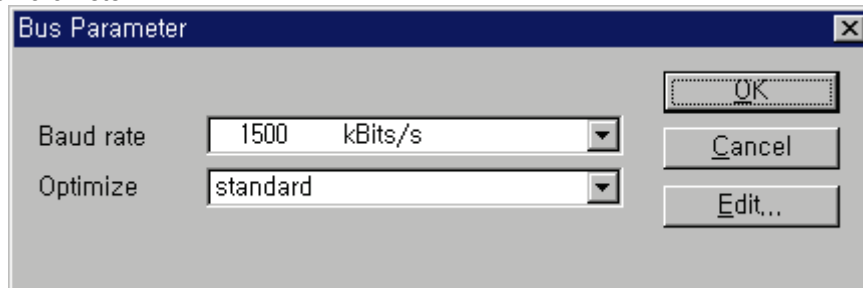 Bus Parameter
OK
Baud rate 1500 kBits/s
Cancel
Optimize standard
Edit...